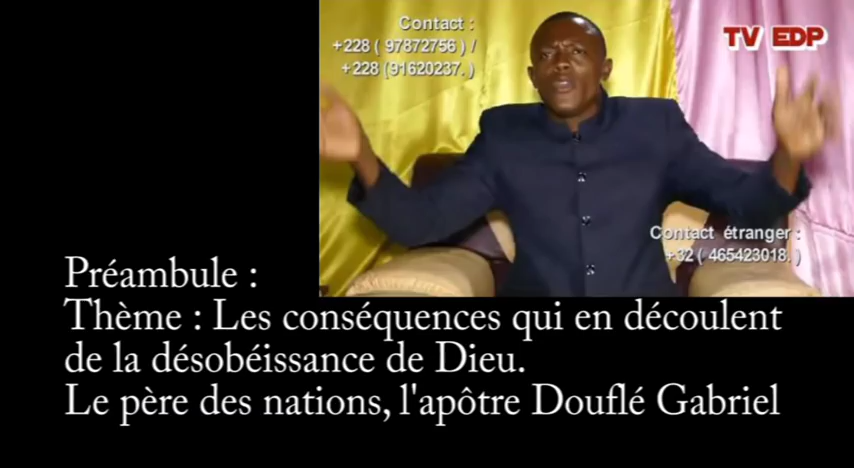 Contact :
+228 ( 97872756 ) /
+228 (91620237. )
TV EDP
Contact étranger :
+32 ( 465423018. )
Préambule :
Thème : Les conséquences qui en découlent
de la désobéissance de Dieu.
Le père des nations, l'apôtre Douflé Gabriel